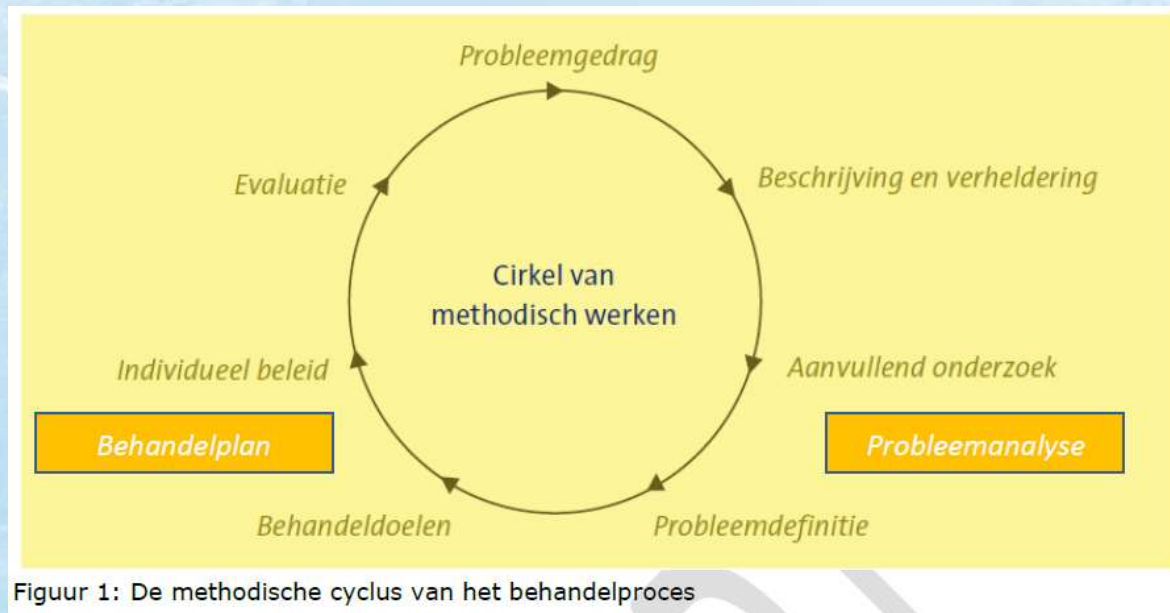 Probleemgedrag
Evaluatie
Beschrijving en verheldering
Cirkel van
methodisch werken
Individueel beleid
Aanvullend onderzoek
Behandelplan
Probleemanalyse
Behandeldoelen
Probleemdefinitie
Figuur 1: De methodische cyclus van het behandelproces